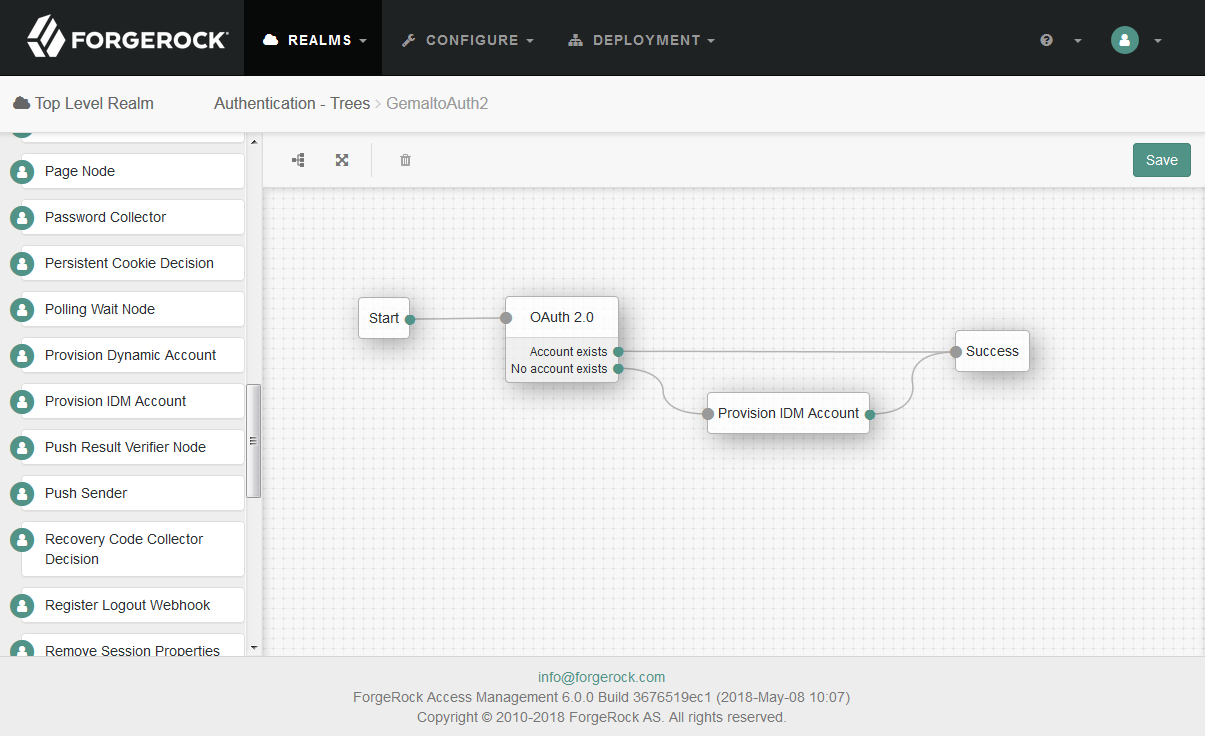 FORGEROCK
REALMS
CONFIGURE
DEPLOYMENT
Top Level Realm
Authentication - Trees > GemaltoAuth2
Page Node
Password Collector
Persistent Cookie Decision
Polling Wait Node
Provision Dynamic Account
Provision IDM Account
Push Result Verifier Node
Push Sender
Recovery Code Collector
Decision
Register Logout Webhook
Remove Session Properties
Save
Start
OAuth 2.0
Account exists
No account exists
Provision IDM Account
Success
info@forgerock.com
ForgeRock Access Management 6.0.0 Build 3676519ec1 (2018-May-08 10:07)
Copyright © 2010-2018 ForgeRock AS. All rights reserved.